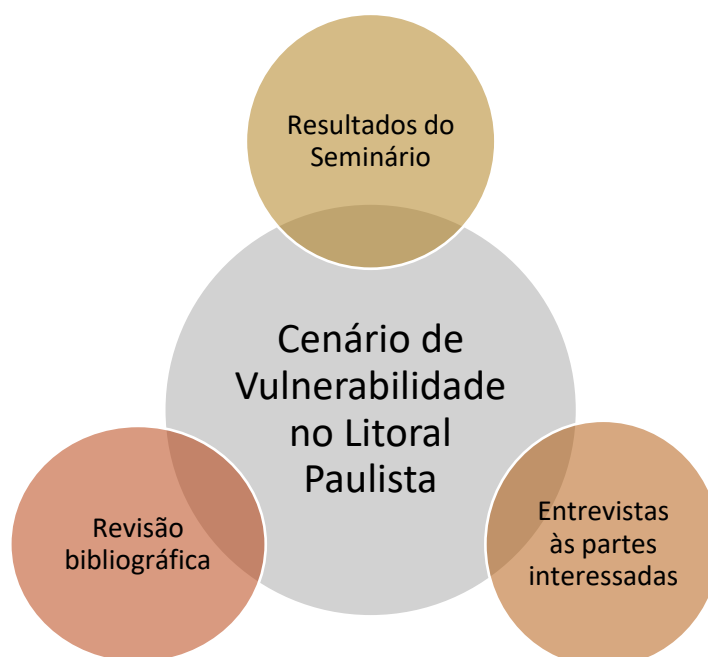 Resultados do
Seminário
Cenário de
Vulnerabilidade
no Litoral
Paulista
Revisão
bibliográfica
Entrevistas
às partes
interessadas